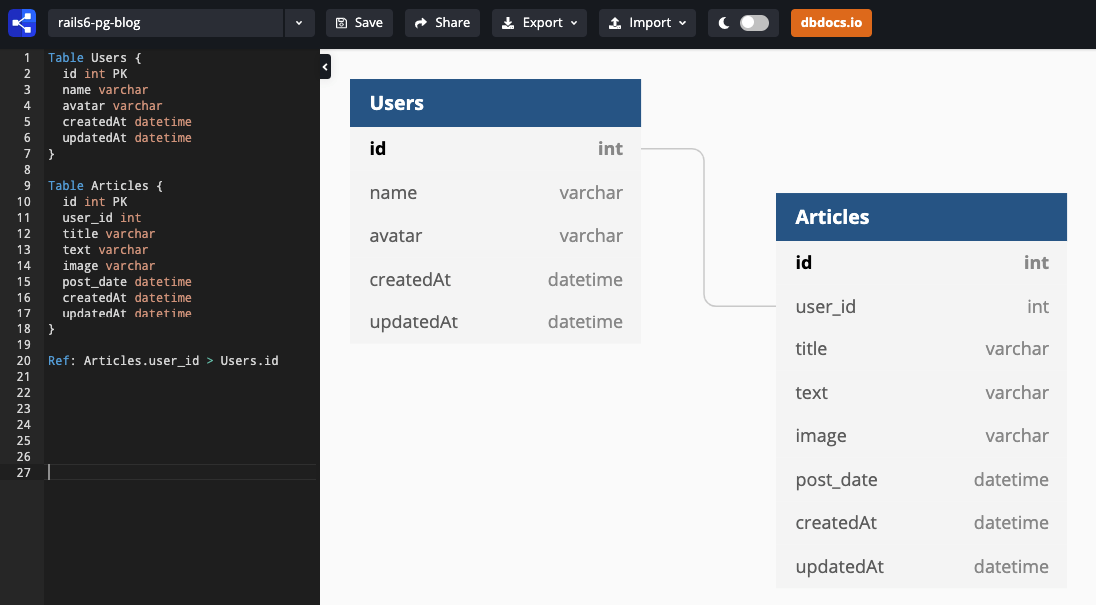 rails6-pg-blog
Save
Share
Export
Import
dbdocs.io
1 Table Users {
2 id int PK
3 name varchar
4 avatar varchar
5 createdAt datetime
6 updatedAt datetime
7 }
8
9 Table Articles {
10 id int PK
11 user_id int
12 title varchar
13 text varchar
14 image varchar
15 post_date datetime
16 createdAt datetime
17 updatedAt datetime
18 }
19
20 Ref: Articles.user_id > Users.id
21
22
23
24
25
26
27
Users
id int
name varchar
avatar varchar
createdAt datetime
updatedAt datetime
Articles
id int
user_id int
title varchar
text varchar
image varchar
post_date datetime
createdAt datetime
updatedAt datetime